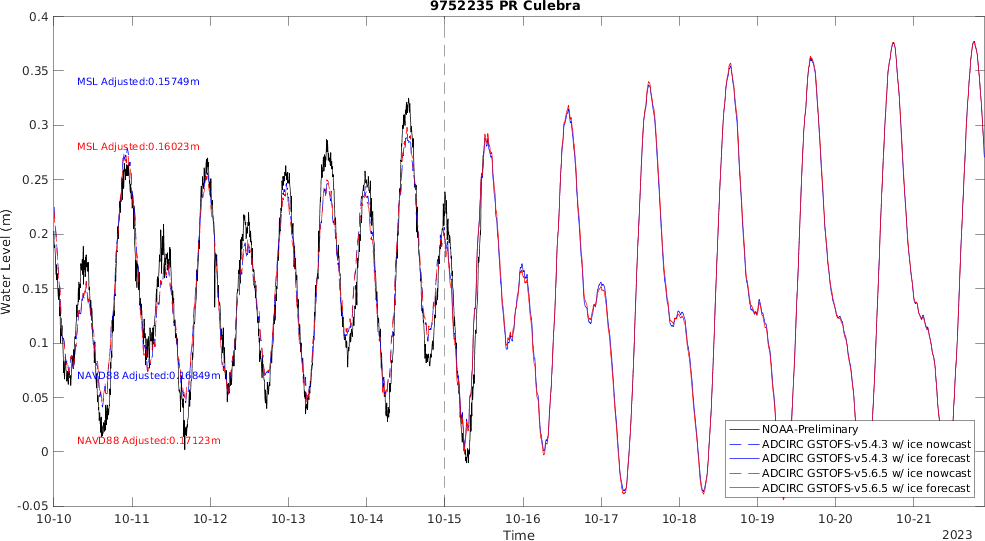 9752235 PR Culebra
0.4
0.35
0.3
0.25
0.2
0.15
0.1
0.05
0
-0.05
Water Level (m)
MSL Adjusted:0.15749m
MSL Adjusted:0.16023m
NAVD88 Adjusted:0.16849m
NAVD88 Adjusted:0.17123m
NOAA-Preliminary
ADCIRC GSTOFS-v5.4.3 w/ ice nowcast
ADCIRC GSTOFS-v5.4.3 w/ ice forecast
ADCIRC GSTOFS-v5.6.5 w/ ice nowcast
ADCIRC GSTOFS-v5.6.5 w/ ice forecast
10-10 10-11 10-12 10-13 10-14 10-15 10-16 10-17 10-18 10-19 10-20 10-21
Time
2023